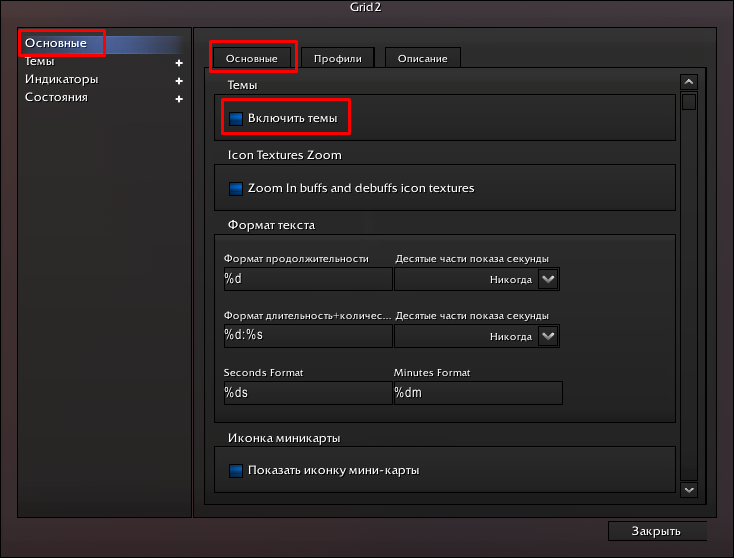 Grid2
Основные
Темы
Индикаторы
Состояния
Основные Профили Описание
Темы
Включить темы
Icon Textures Zoom
Zoom In buffs and debuffs icon textures
Формат текста
Формат продолжительности Десятые части показа секунды
%d Никогда
Формат длительность+количес... Десятые части показа секунды
%d:%s Никогда
Seconds Format Minutes Format
%ds %dm
Иконка миникарты
Показать иконку мини-карты
Закрыть